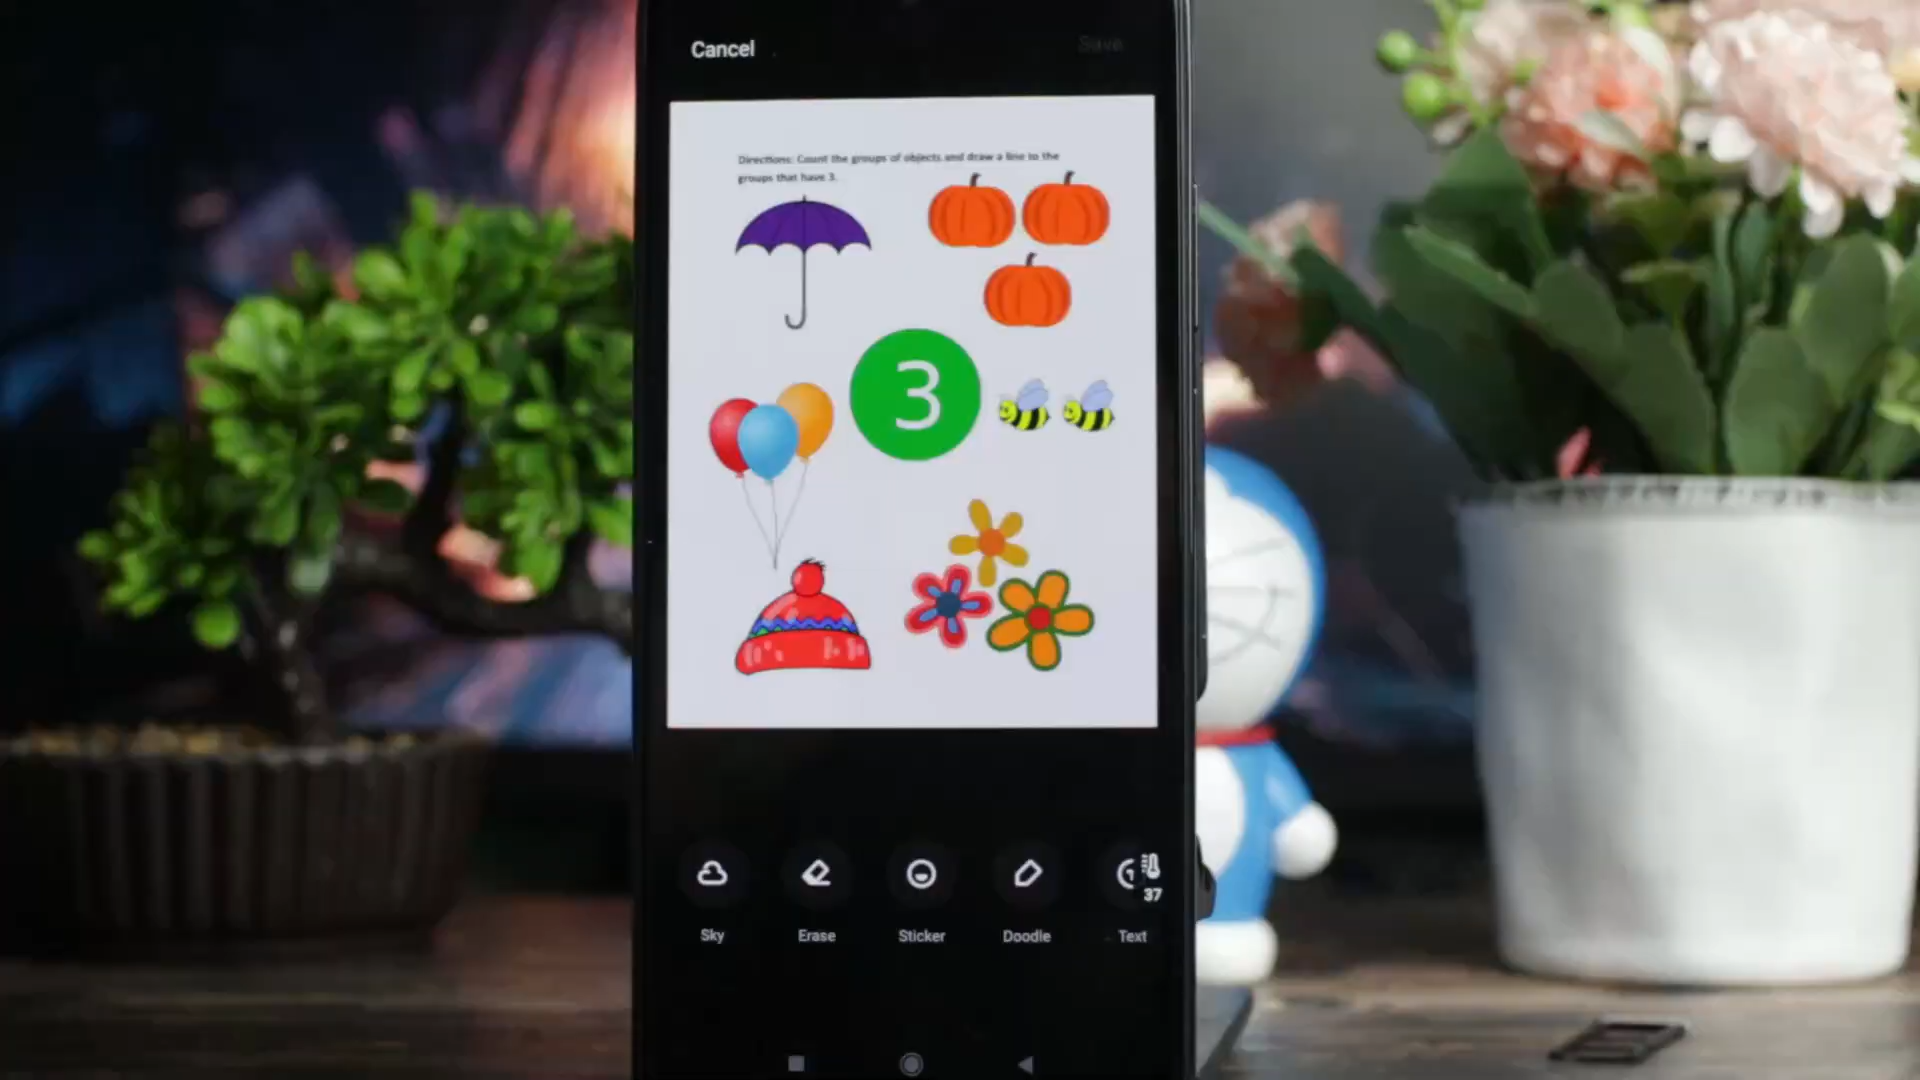 Cancel
Save
Directions: Count the groups of objects and draw a line to the
groups that have 3.
3
37
Sky
Erase
Sticker
Doodle
Text